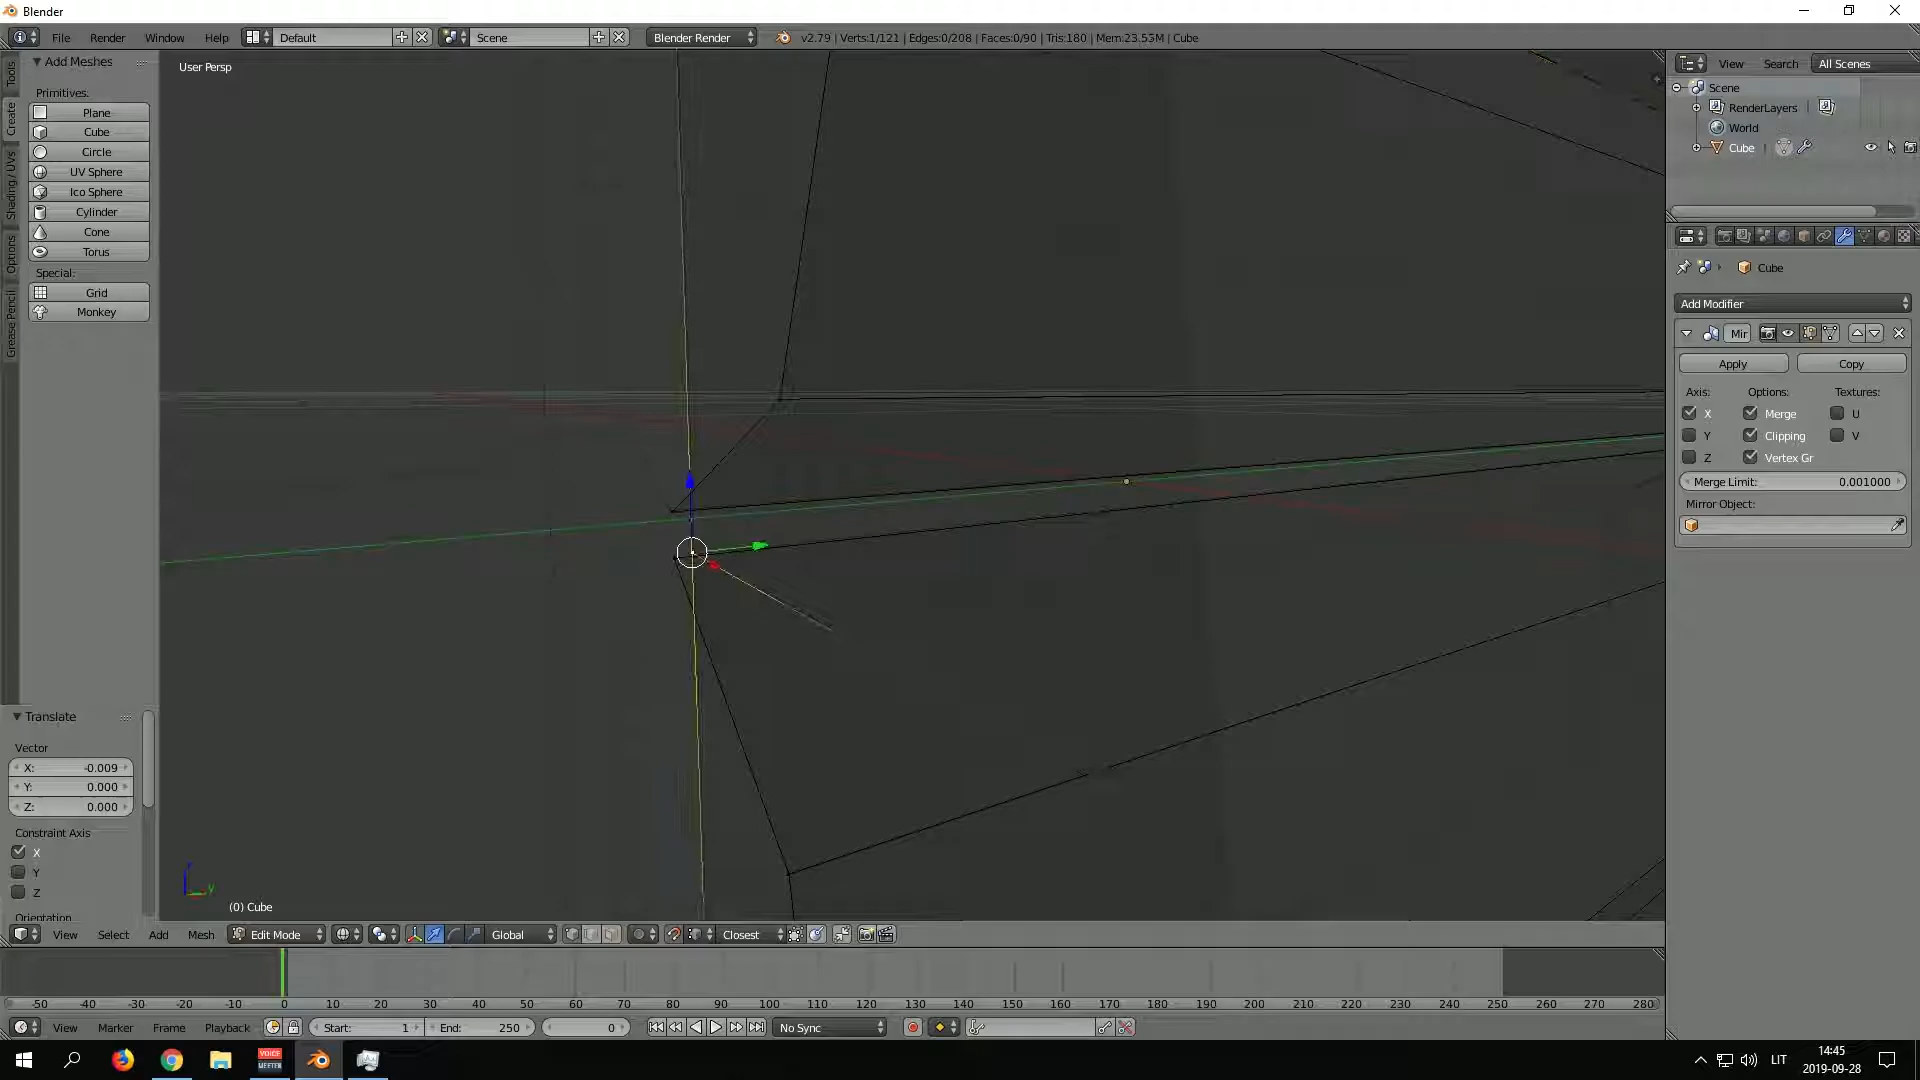 Blender
File Render Window Help Default Scene Blender Render v2.79 | Verts:1/121 | Edges:0/208 | Faces:0/90 | Tris:180 | Mem:23.53M | Cube
Tools
Create
Shading / UVs
Options
Grease Pencil
Add Meshes
Primitives:
Plane
Cube
Circle
UV Sphere
Ico Sphere
Cylinder
Cone
Torus
Special:
Grid
Monkey
User Persp
Translate
Vector
X: -0.009
Y: 0.000
Z: 0.000
Constraint Axis
X
Y
Z
Orientation
y
(0) Cube
View Search All Scenes
Scene
RenderLayers
World
Cube
Cube
Add Modifier
Mir
Apply Copy
Axis: Options: Textures:
X Merge U
Y Clipping V
Z Vertex Gr
Merge Limit: 0.001000
Mirror Object:
View Select Add Mesh Edit Mode Global Closest
-50 -40 -30 -20 -10 0 10 20 30 40 50 60 70 80 90 100 110 120 130 140 150 160 170 180 190 200 210 220 230 240 250 260 270 280
View Marker Frame Playback Start: 1 End: 250 0 No Sync
VOICE
MEETER
LIT
14:45
2019-09-28